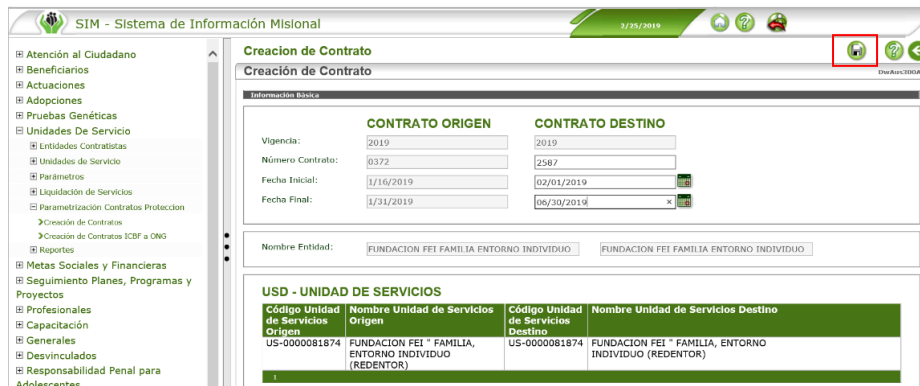 SIM - Sistema de Información Misional
2/25/2019
Atención al Ciudadano
Beneficiarios
Actuaciones
Adopciones
Pruebas Genéticas
Unidades De Servicio
Entidades Contratistas
Unidades de Servicio
Parámetros
Liquidación de Servicios
Parametrización Contratos Proteccion
Creación de Contratos
Creación de Contratos ICBF a ONG
Reportes
Metas Sociales y Financieras
Seguimiento Planes, Programas y
Proyectos
Profesionales
Capacitación
Generales
Desvinculados
Responsabilidad Penal para
Adolescentes
Creacion de Contrato
Creación de Contrato
Información Básica
CONTRATO ORIGEN CONTRATO DESTINO
Vigencia: 2019 2019
Número Contrato: 0372 2587
Fecha Inicial: 1/16/2019 02/01/2019
Fecha Final: 1/31/2019 06/30/2019
Nombre Entidad: FUNDACION FEI FAMILIA ENTORNO INDIVIDUO FUNDACION FEI FAMILIA ENTORNO INDIVIDUO
USD - UNIDAD DE SERVICIOS
Código Unidad de Servicios Origen
Nombre Unidad de Servicios Origen
Código Unidad de Servicios Destino
Nombre Unidad de Servicios Destino
US-0000081874
FUNDACION FEI " FAMILIA,
ENTORNO INDIVIDUO
(REDENTOR)
US-0000081874
FUNDACION FEI " FAMILIA, ENTORNO
INDIVIDUO (REDENTOR)
1